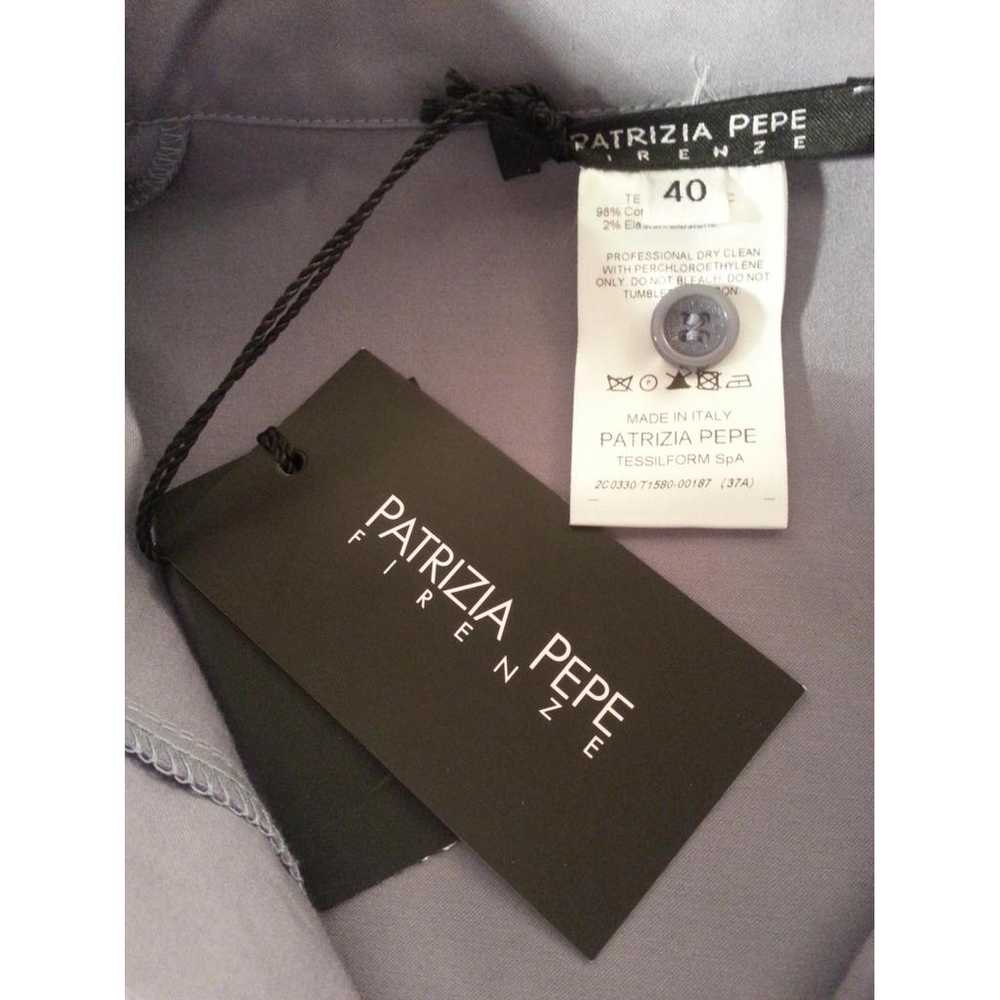 PATRIZIA PEPE
FIRENZE
40
TE
98% Co
2% Ela
PROFESSIONAL DRY CLEAN
WITH PERCHLOROETHYLENE
ONLY. DO NOT BLEACH. DO NOT
TUMBLE
MADE IN ITALY
PATRIZIA PEPE
TESSILFORM SpA
2C0330 T1580-00187 (37A)
PATRIZIA PEPE
FIRENZE